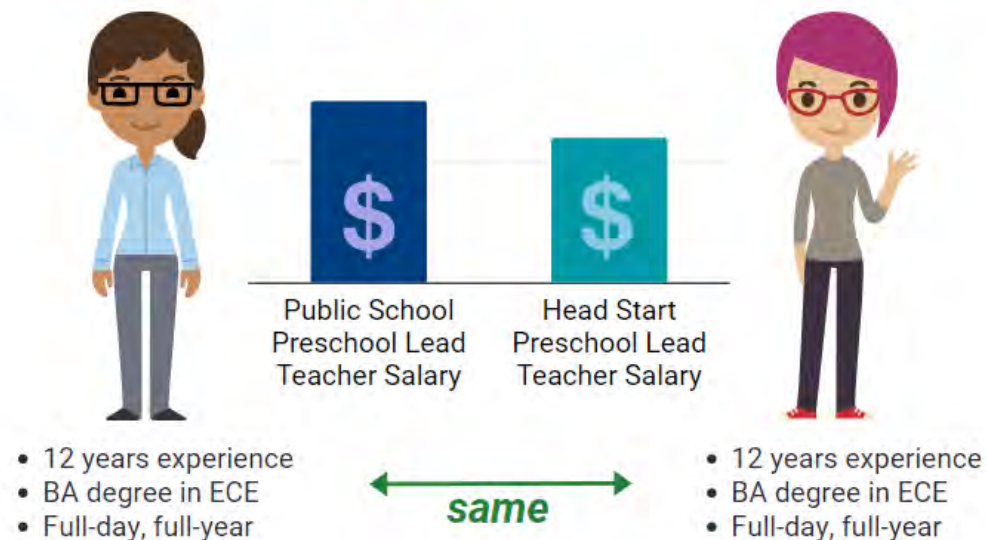 $
$
Public School
Preschool Lead
Teacher Salary
Head Start
Preschool Lead
Teacher Salary
• 12 years experience
• BA degree in ECE
• Full-day, full-year
same
• 12 years experience
• BA degree in ECE
• Full-day, full-year